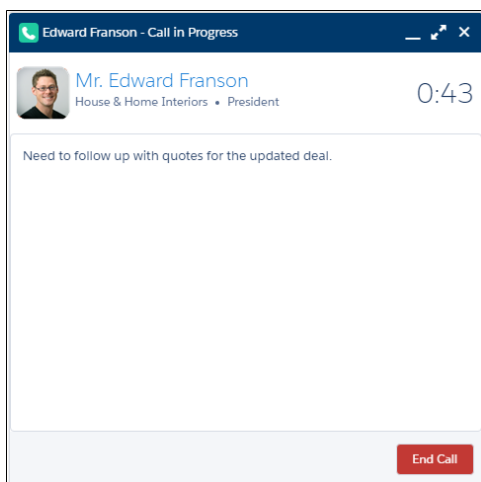 Edward Franson - Call in Progress
Mr. Edward Franson
House & Home Interiors • President
0:43
Need to follow up with quotes for the updated deal.
End Call